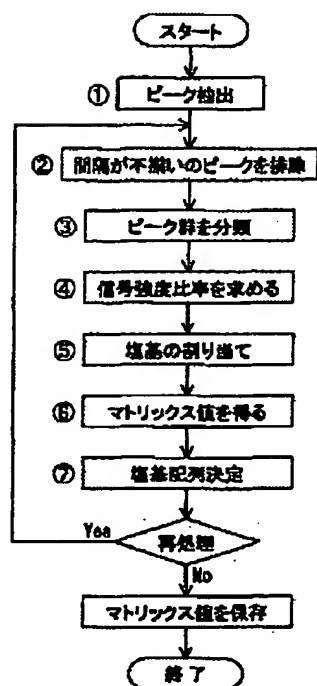 スタート
① ピーク検出
② 間隔が不揃いのピークを排除
③ ピーク群を分類
④ 信号強度比率を求める
⑤ 塩基の割り当て
⑥ マトリックス値を得る
⑦ 塩基配列決定
Yes
再処理
No
マトリックス値を保存
終了